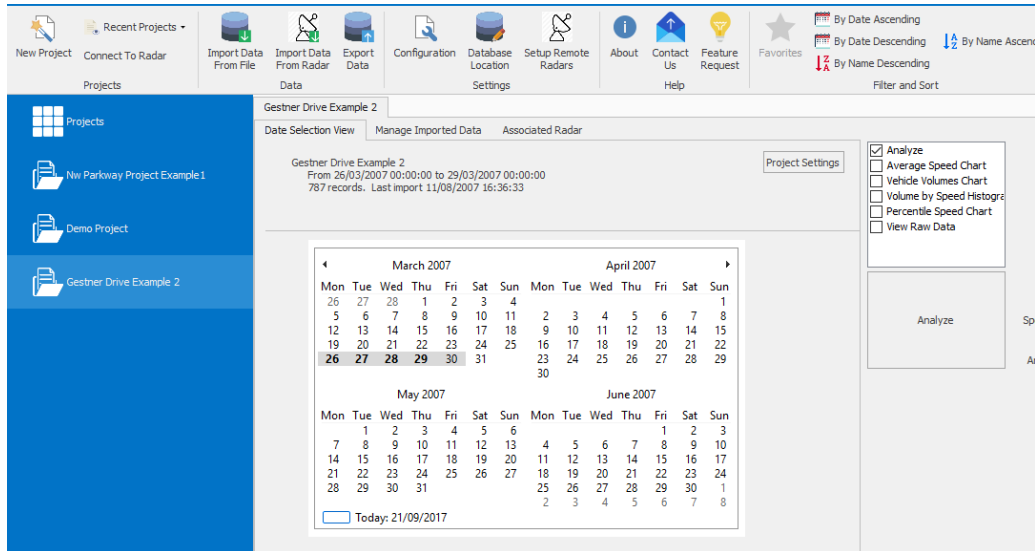 New Project
Recent Projects
Connect To Radar
Projects
Import Data From File
Import Data From Radar
Export Data
Data
Configuration
Database Location
Setup Remote Radars
Settings
About
Contact Us
Feature Request
Help
Favorites
By Date Ascending
By Date Descending
By Name Ascend
By Name Descending
Filter and Sort
Projects
Nw Parkway Project Example1
Demo Project
Gestner Drive Example 2
Gestner Drive Example 2
Date Selection View Manage Imported Data Associated Radar
Gestner Drive Example 2
From 26/03/2007 00:00:00 to 29/03/2007 00:00:00
787 records. Last import 11/08/2007 16:36:33
Project Settings
March 2007
Mon Tue Wed Thu Fri Sat Sun
26 27 28 1 2 3 4
5 6 7 8 9 10 11
12 13 14 15 16 17 18
19 20 21 22 23 24 25
26 27 28 29 30 31
April 2007
Mon Tue Wed Thu Fri Sat Sun
1
2 3 4 5 6 7 8
9 10 11 12 13 14 15
16 17 18 19 20 21 22
23 24 25 26 27 28 29
30
May 2007
Mon Tue Wed Thu Fri Sat Sun
1 2 3 4 5 6
7 8 9 10 11 12 13
14 15 16 17 18 19 20
21 22 23 24 25 26 27
28 29 30 31
June 2007
Mon Tue Wed Thu Fri Sat Sun
1 2 3
4 5 6 7 8 9 10
11 12 13 14 15 16 17
18 19 20 21 22 23 24
25 26 27 28 29 30 1
2 3 4 5 6 7 8
Today: 21/09/2017
Analyze
Average Speed Chart
Vehicle Volumes Chart
Volume by Speed Histogra
Percentile Speed Chart
View Raw Data
Analyze
Sp